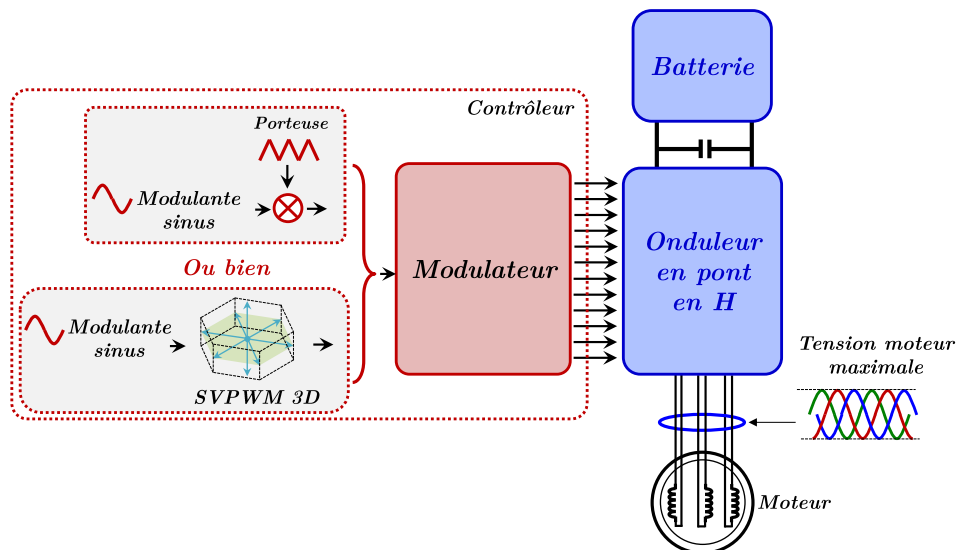 Batterie
Contrôleur
Porteuse
Modulante
sinus
Ou bien
Modulante
sinus
SVPWM 3D
Modulateur
Onduleur
en pont
en H
Tension moteur
maximale
Moteur